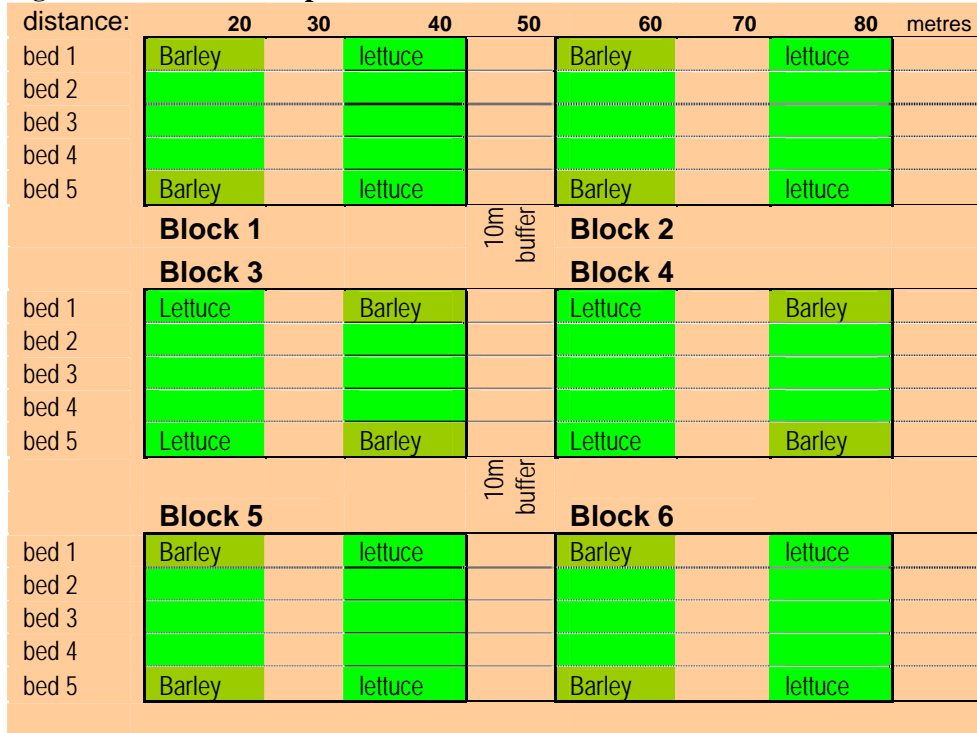 distance: 20 30 40 50 60 70 80 metres
bed 1 Barley lettuce Barley lettuce
bed 2
bed 3
bed 4
bed 5 Barley lettuce Barley lettuce
Block 1 10m buffer Block 2
Block 3 Block 4
bed 1 Lettuce Barley Lettuce Barley
bed 2
bed 3
bed 4
bed 5 Lettuce Barley Lettuce Barley
10m buffer
Block 5 Block 6
bed 1 Barley lettuce Barley lettuce
bed 2
bed 3
bed 4
bed 5 Barley lettuce Barley lettuce